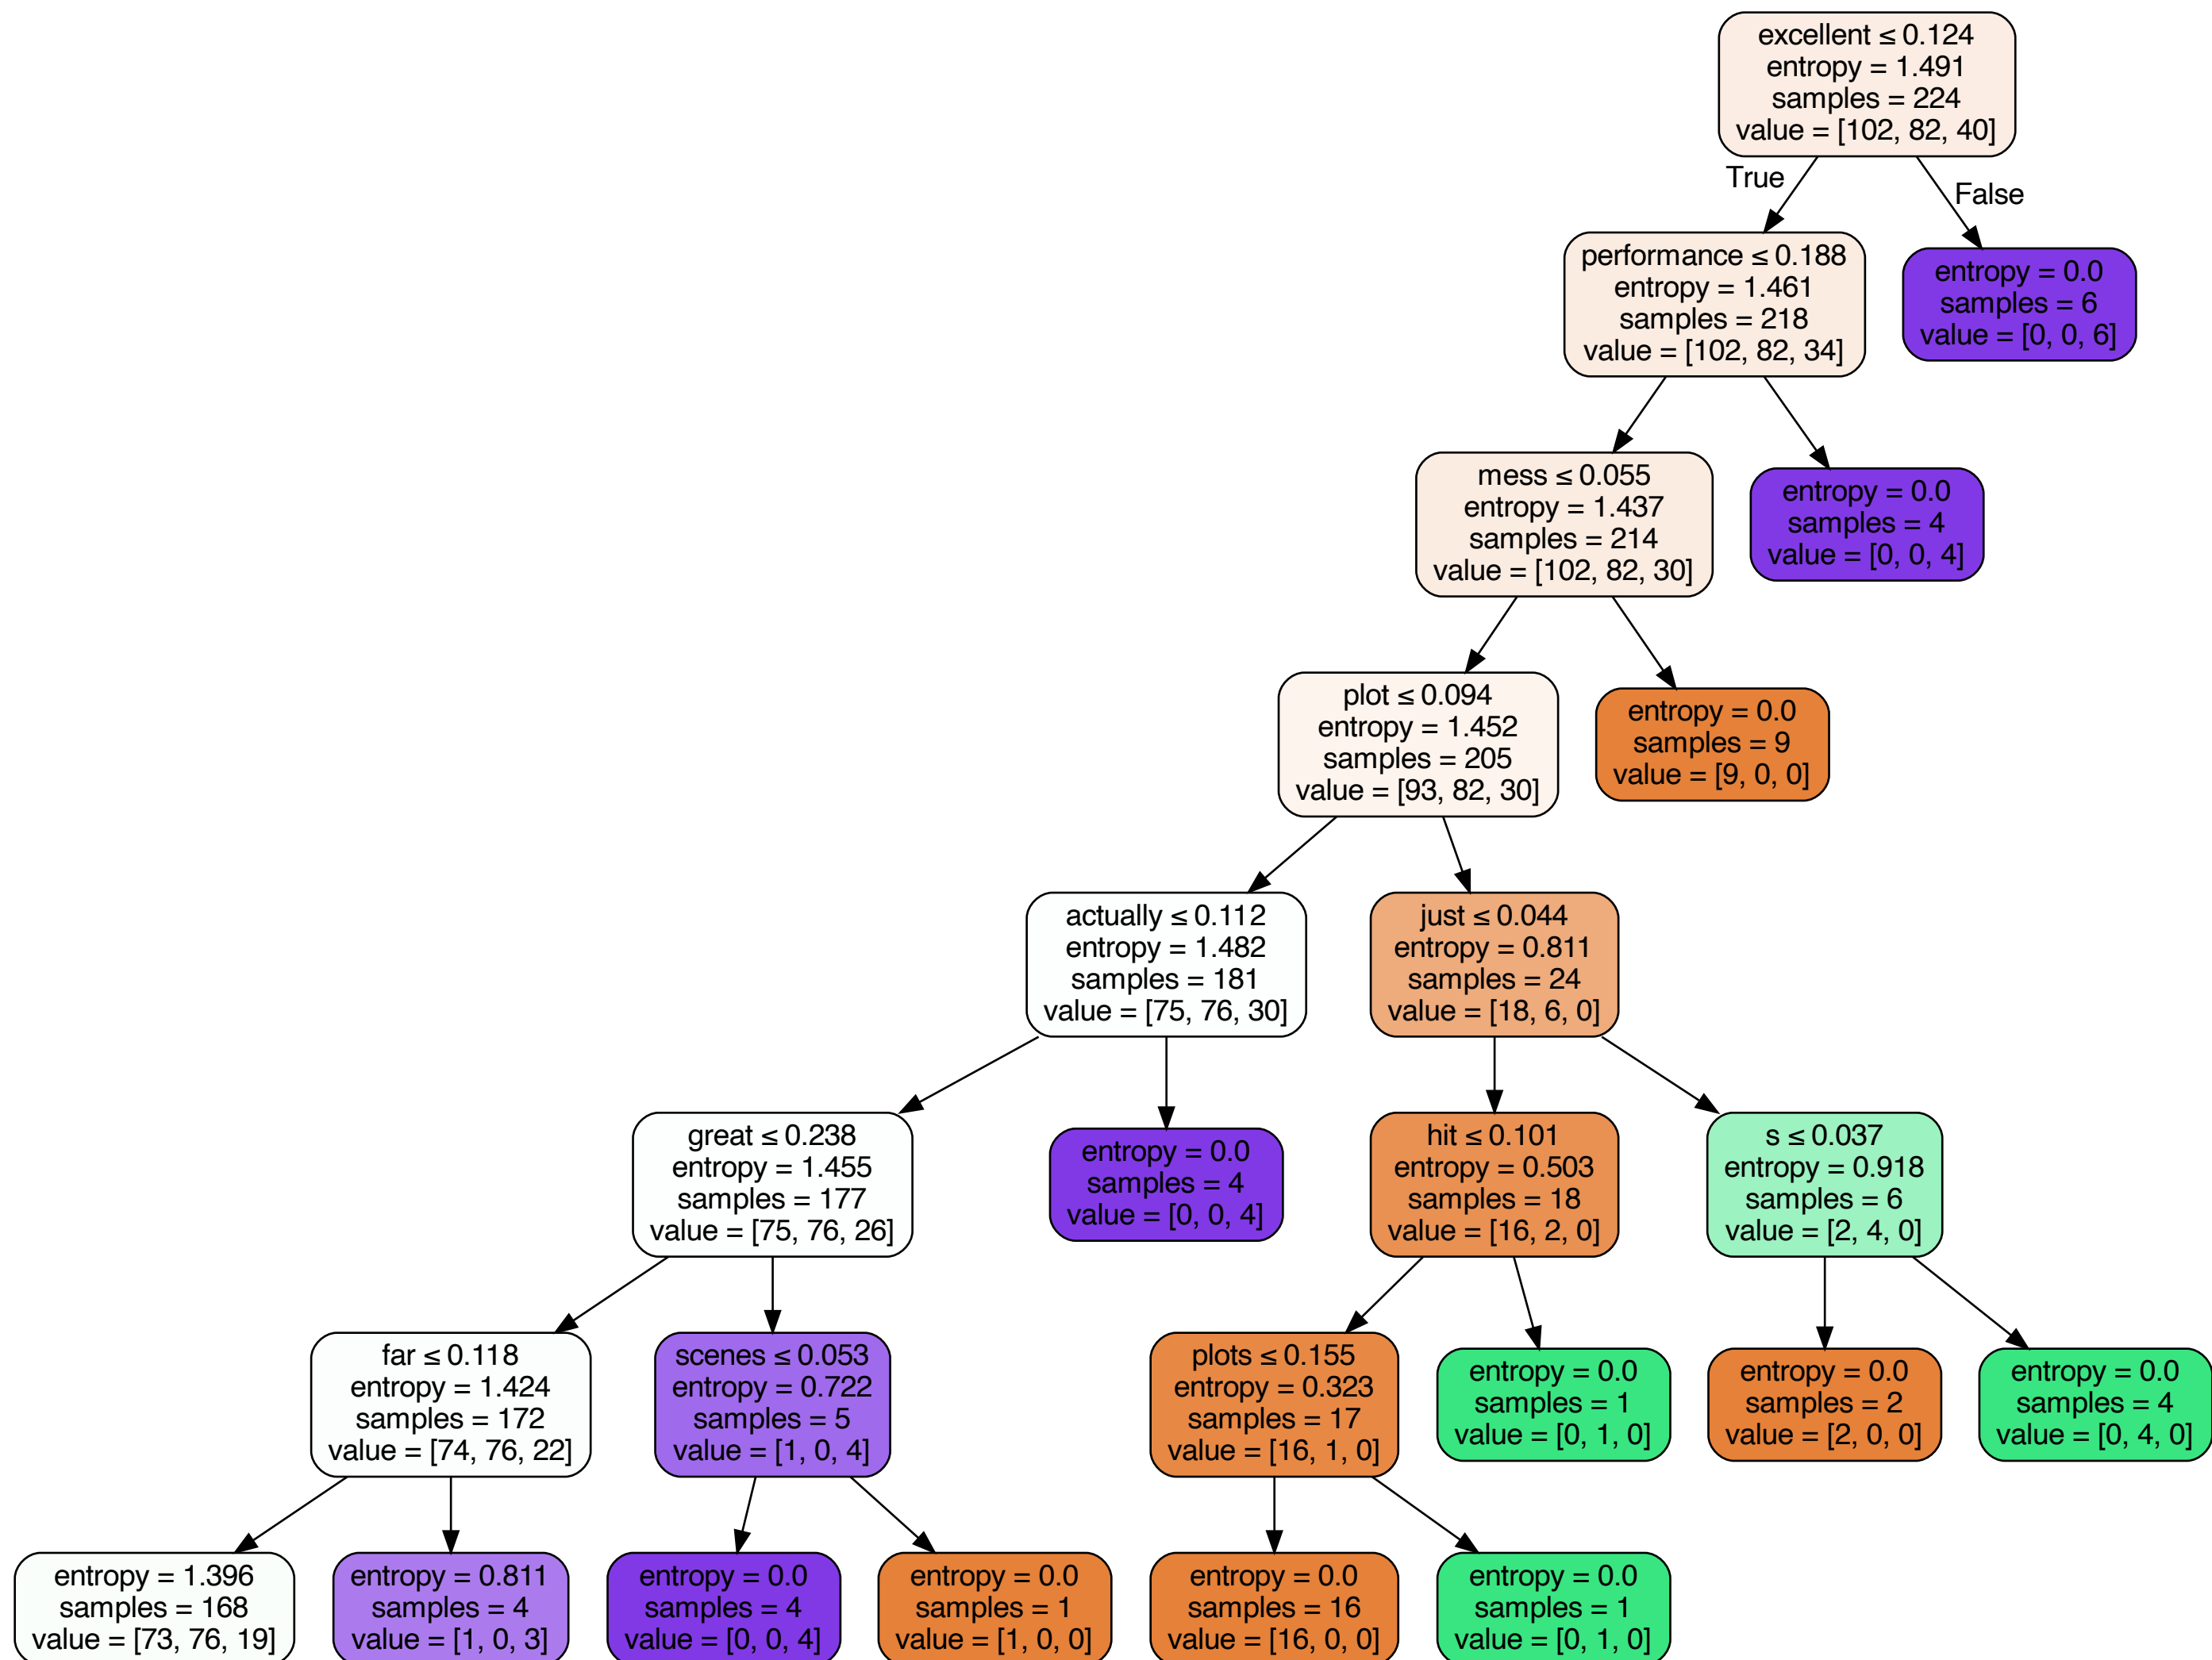 excellent ≤ 0.124
entropy = 1.491
samples = 224
value = [102, 82, 40]
True
False
performance ≤ 0.188
entropy = 1.461
samples = 218
value = [102, 82, 34]
entropy = 0.0
samples = 6
value = [0, 0, 6]
mess ≤ 0.055
entropy = 1.437
samples = 214
value = [102, 82, 30]
entropy = 0.0
samples = 4
value = [0, 0, 4]
plot ≤ 0.094
entropy = 1.452
samples = 205
value = [93, 82, 30]
entropy = 0.0
samples = 9
value = [9, 0, 0]
actually ≤ 0.112
entropy = 1.482
samples = 181
value = [75, 76, 30]
just ≤ 0.044
entropy = 0.811
samples = 24
value = [18, 6, 0]
great ≤ 0.238
entropy = 1.455
samples = 177
value = [75, 76, 26]
entropy = 0.0
samples = 4
value = [0, 0, 4]
hit ≤ 0.101
entropy = 0.503
samples = 18
value = [16, 2, 0]
s ≤ 0.037
entropy = 0.918
samples = 6
value = [2, 4, 0]
far ≤ 0.118
entropy = 1.424
samples = 172
value = [74, 76, 22]
scenes ≤ 0.053
entropy = 0.722
samples = 5
value = [1, 0, 4]
plots ≤ 0.155
entropy = 0.323
samples = 17
value = [16, 1, 0]
entropy = 0.0
samples = 1
value = [0, 1, 0]
entropy = 0.0
samples = 2
value = [2, 0, 0]
entropy = 0.0
samples = 4
value = [0, 4, 0]
entropy = 1.396
samples = 168
value = [73, 76, 19]
entropy = 0.811
samples = 4
value = [1, 0, 3]
entropy = 0.0
samples = 4
value = [0, 0, 4]
entropy = 0.0
samples = 1
value = [1, 0, 0]
entropy = 0.0
samples = 16
value = [16, 0, 0]
entropy = 0.0
samples = 1
value = [0, 1, 0]